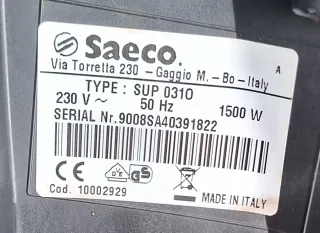 Saeco.
Via Torretta 230 - Gaggio M. - Bo - Italy
A
TYPE: SUP 031O
230 V ~ 50 Hz 1500 W
SERIAL Nr.9008SA40391822
CE GS
Cod. 10002929
MADE IN ITALY